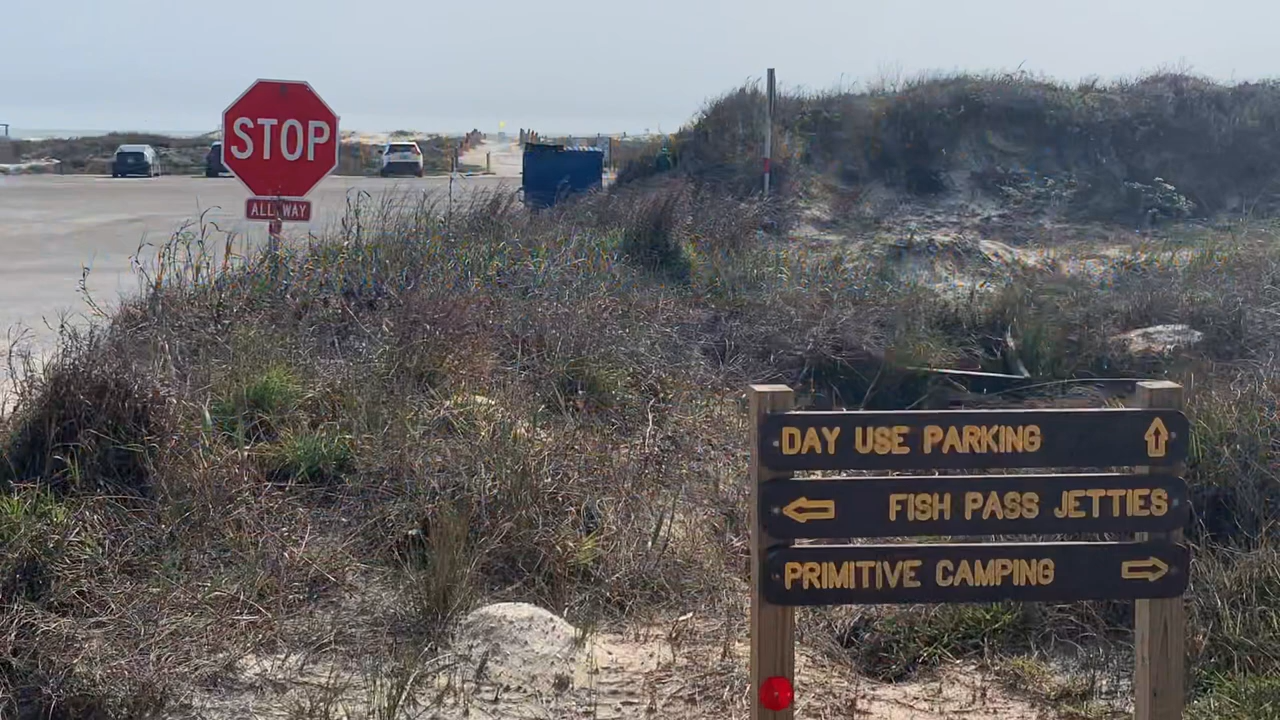 STOP
ALL WAY
DAY USE PARKING
FISH PASS JETTIES
PRIMITIVE CAMPING